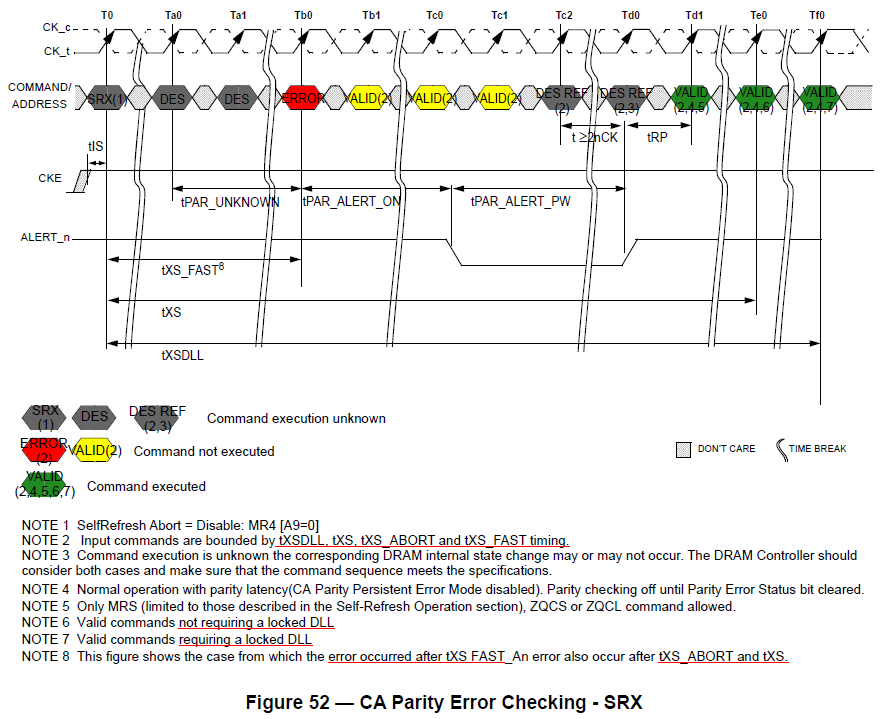 T0 Ta0 Ta1 Tb0 Tb1 Tc0 Tc1 Tc2 Td0 Td1 Te0 Tf0
CK_c
CK_t
COMMAND/
ADDRESS
SRX(1) DES DES ERROR VALID(2) VALID(2) VALID(2) DES REF (2) DES REF (2,3) VALID (2,4,5) VALID (2,4,6) VALID (2,4,7)
t ≥2nCK tRP
tIS
CKE
tPAR_UNKNOWN tPAR_ALERT_ON tPAR_ALERT_PW
ALERT_n
tXS_FAST8
tXS
tXSDLL
SRX (1) DES DES REF (2,3) Command execution unknown
ERROR (2) VALID(2) Command not executed
VALID (2,4,5,6,7) Command executed
DON'T CARE TIME BREAK
NOTE 1 SelfRefresh Abort = Disable: MR4 [A9=0]
NOTE 2 Input commands are bounded by tXSDLL, tXS, tXS_ABORT and tXS_FAST timing.
NOTE 3 Command execution is unknown the corresponding DRAM internal state change may or may not occur. The DRAM Controller should
consider both cases and make sure that the command sequence meets the specifications.
NOTE 4 Normal operation with parity latency(CA Parity Persistent Error Mode disabled). Parity checking off until Parity Error Status bit cleared.
NOTE 5 Only MRS (limited to those described in the Self-Refresh Operation section), ZQCS or ZQCL command allowed.
NOTE 6 Valid commands not requiring a locked DLL
NOTE 7 Valid commands requiring a locked DLL
NOTE 8 This figure shows the case from which the error occurred after tXS FAST_An error also occur after tXS_ABORT and tXS.
Figure 52 — CA Parity Error Checking - SRX